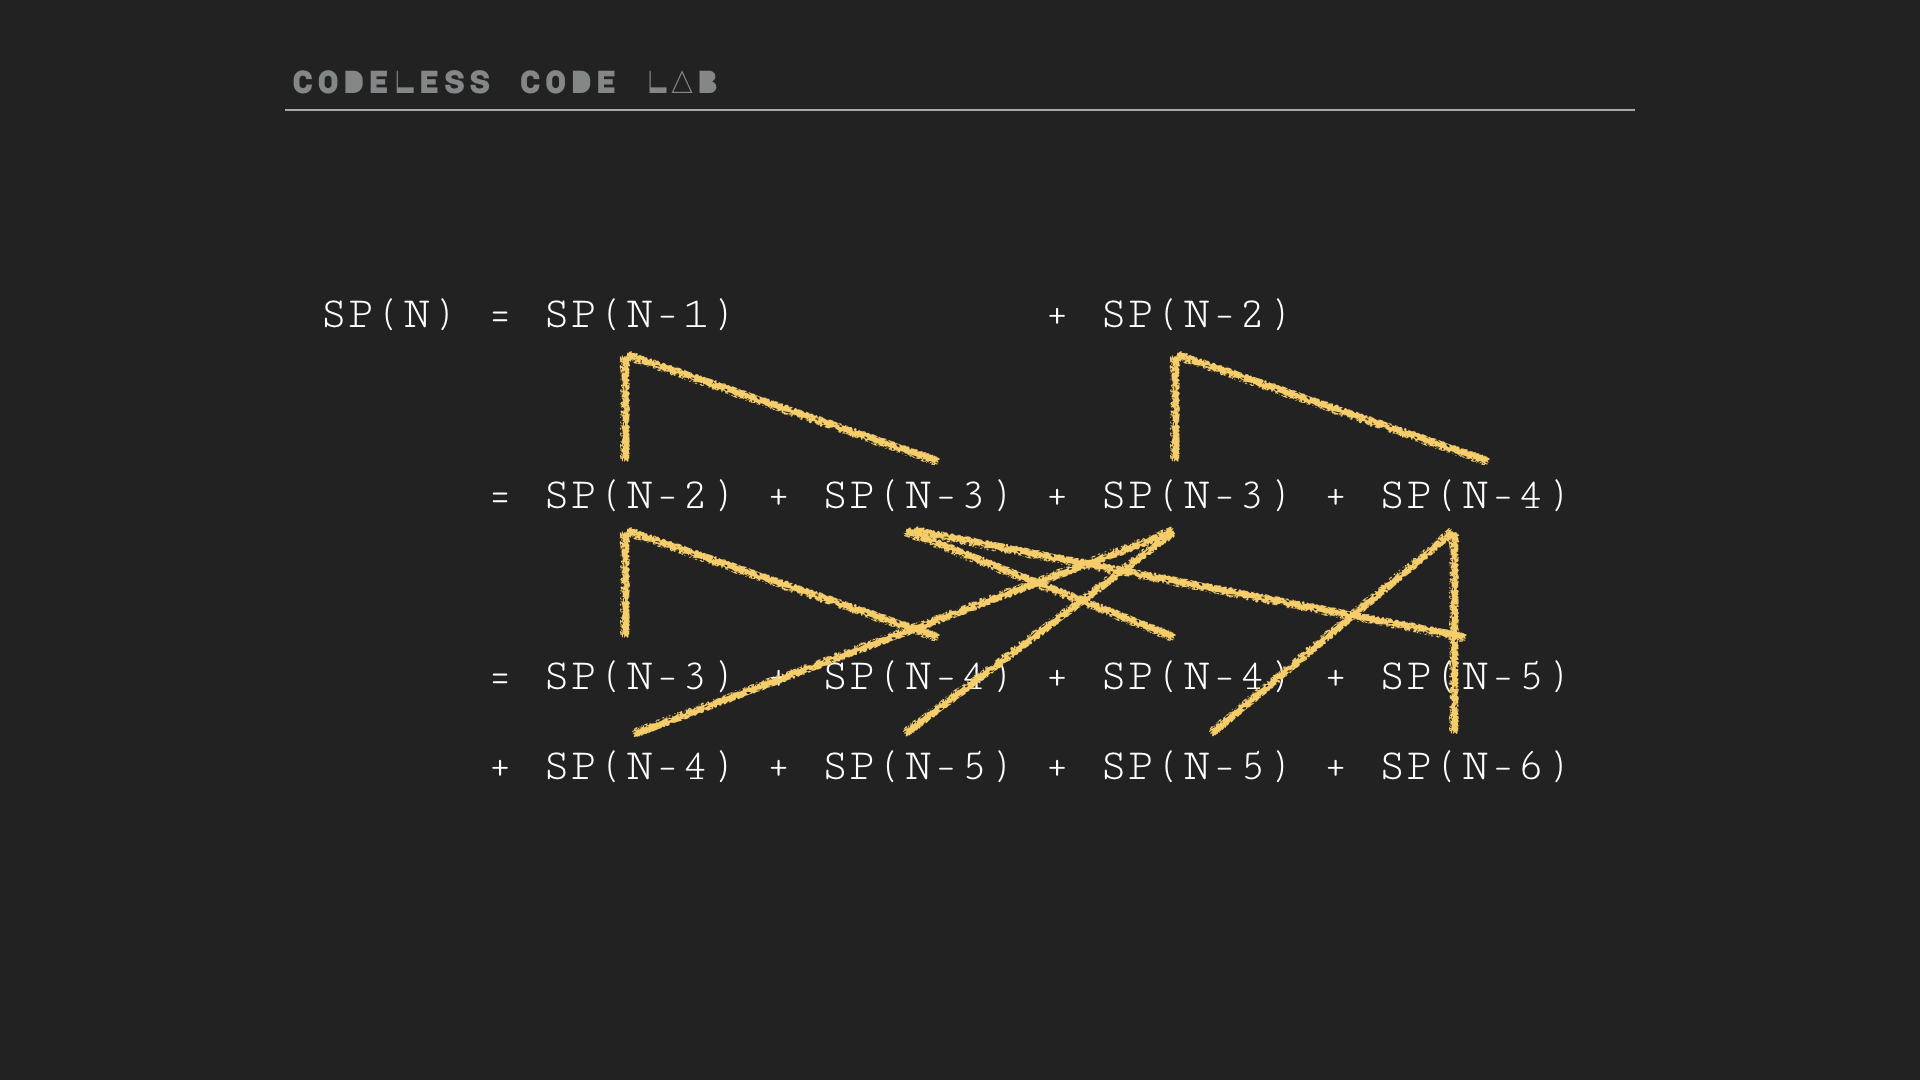 CODELESS CODE LAB
SP(N) = SP(N-1) + SP(N-2)
= SP(N-2) + SP(N-3) + SP(N-3) + SP(N-4)
= SP(N-3) + SP(N-4) + SP(N-4) + SP(N-5)
+ SP(N-4) + SP(N-5) + SP(N-5) + SP(N-6)